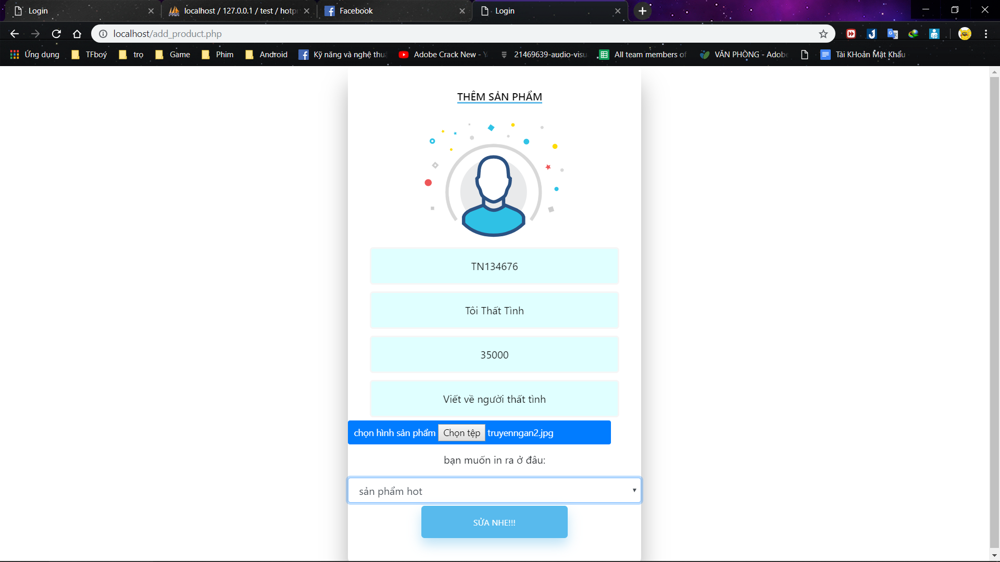 Login
localhost / 127.0.0.1 / test / hotp
Facebook
Login
localhost/add_product.php
Ứng dụng
TFboý
trọ
Game
Phim
Android
Kỹ năng và nghệ thu
Adobe Crack New - Y
21469639-audio-visu
All team members of
VĂN PHÒNG - Adobe
Tài KHoản Mật Khẩu
THÊM SẢN PHẨM
TN134676
Tôi Thất Tình
35000
Viết về người thất tình
chọn hình sản phẩm Chọn tệp truyenngan2.jpg
bạn muốn in ra ở đâu:
sản phẩm hot
SỬA NHE!!!